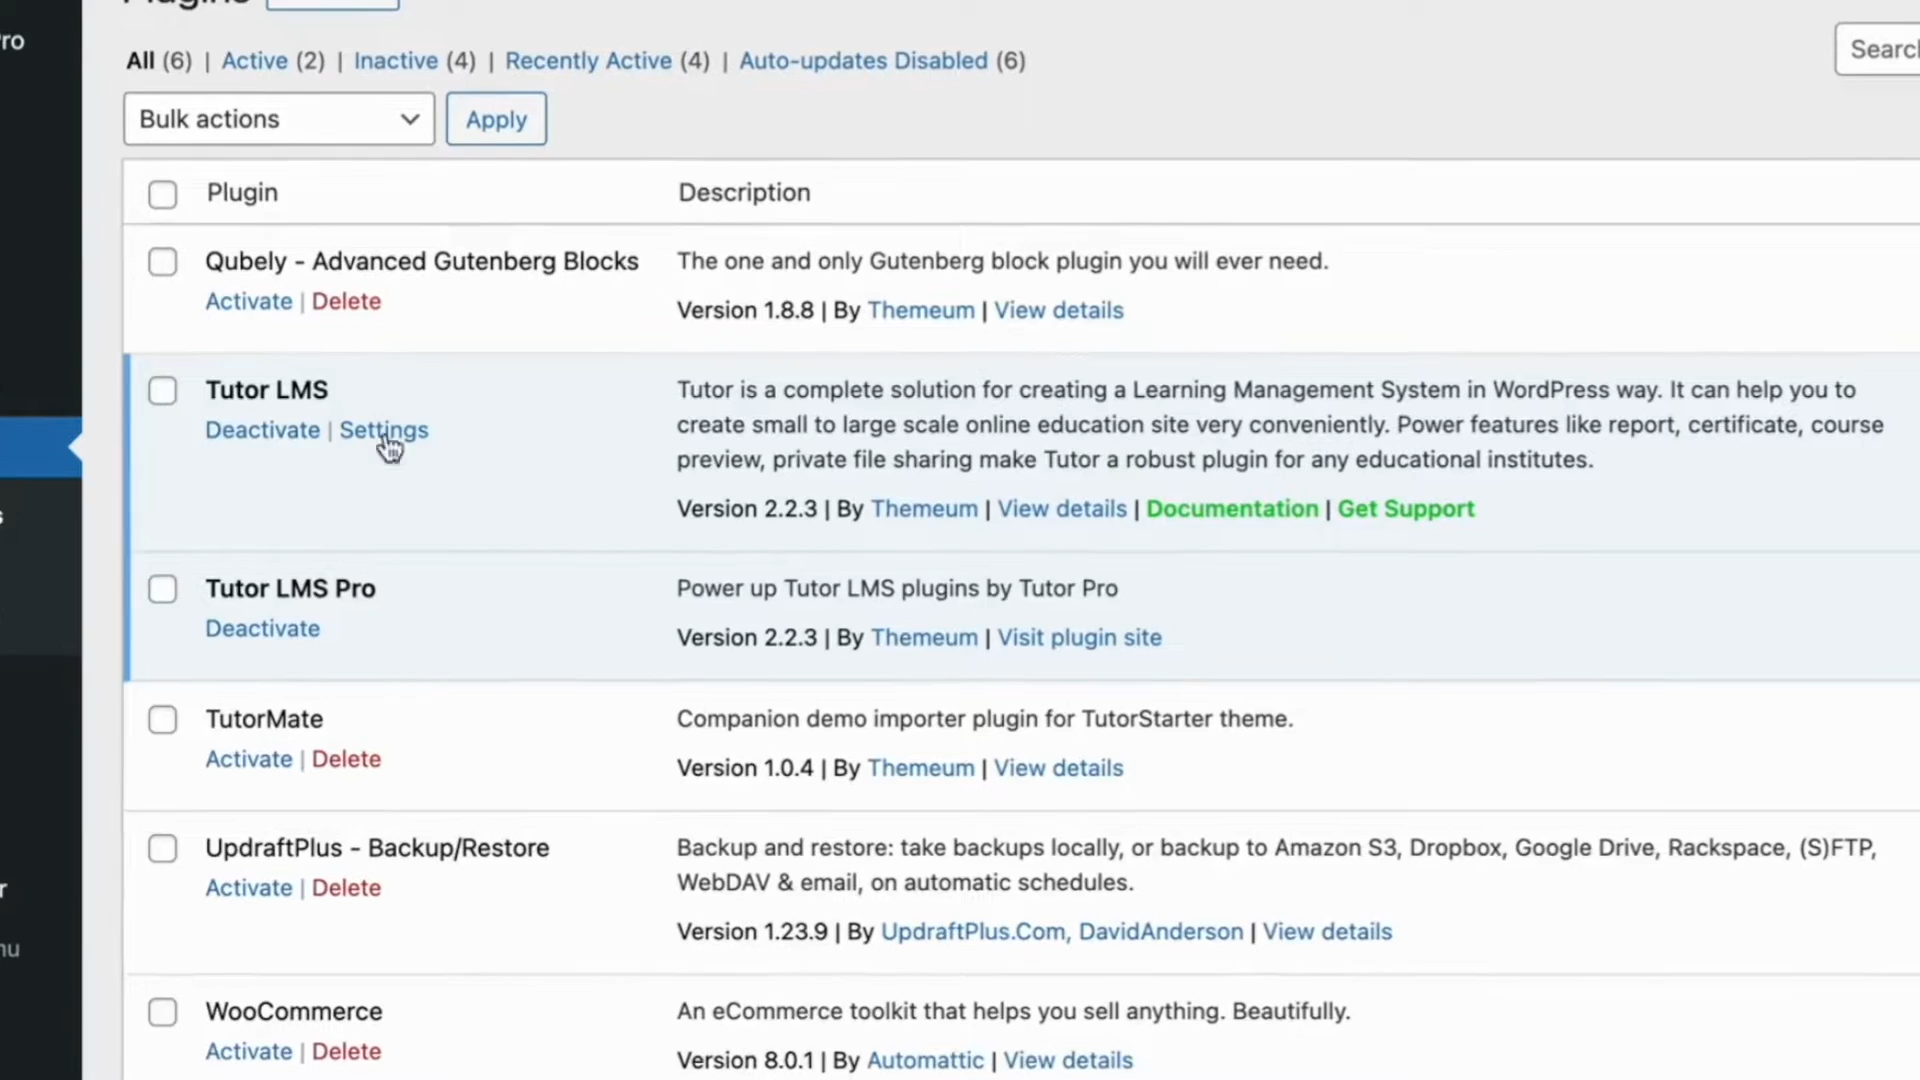 Plugins
ro
All (6) | Active (2) | Inactive (4) | Recently Active (4) | Auto-updates Disabled (6)
Searc
Bulk actions
Apply
Plugin
Description
Qubely - Advanced Gutenberg Blocks
The one and only Gutenberg block plugin you will ever need.
Activate | Delete
Version 1.8.8 | By Themeum | View details
Tutor LMS
Tutor is a complete solution for creating a Learning Management System in WordPress way. It can help you to
Deactivate | Settings
create small to large scale online education site very conveniently. Power features like report, certificate, course
preview, private file sharing make Tutor a robust plugin for any educational institutes.
Version 2.2.3 | By Themeum | View details | Documentation | Get Support
s
Tutor LMS Pro
Power up Tutor LMS plugins by Tutor Pro
Deactivate
Version 2.2.3 | By Themeum | Visit plugin site
TutorMate
Companion demo importer plugin for TutorStarter theme.
Activate | Delete
Version 1.0.4 | By Themeum | View details
UpdraftPlus - Backup/Restore
Backup and restore: take backups locally, or backup to Amazon S3, Dropbox, Google Drive, Rackspace, (S)FTP,
Activate | Delete
WebDAV & email, on automatic schedules.
r
Version 1.23.9 | By UpdraftPlus.Com, DavidAnderson | View details
nu
WooCommerce
An eCommerce toolkit that helps you sell anything. Beautifully.
Activate | Delete
Version 8.0.1 | By Automattic | View details